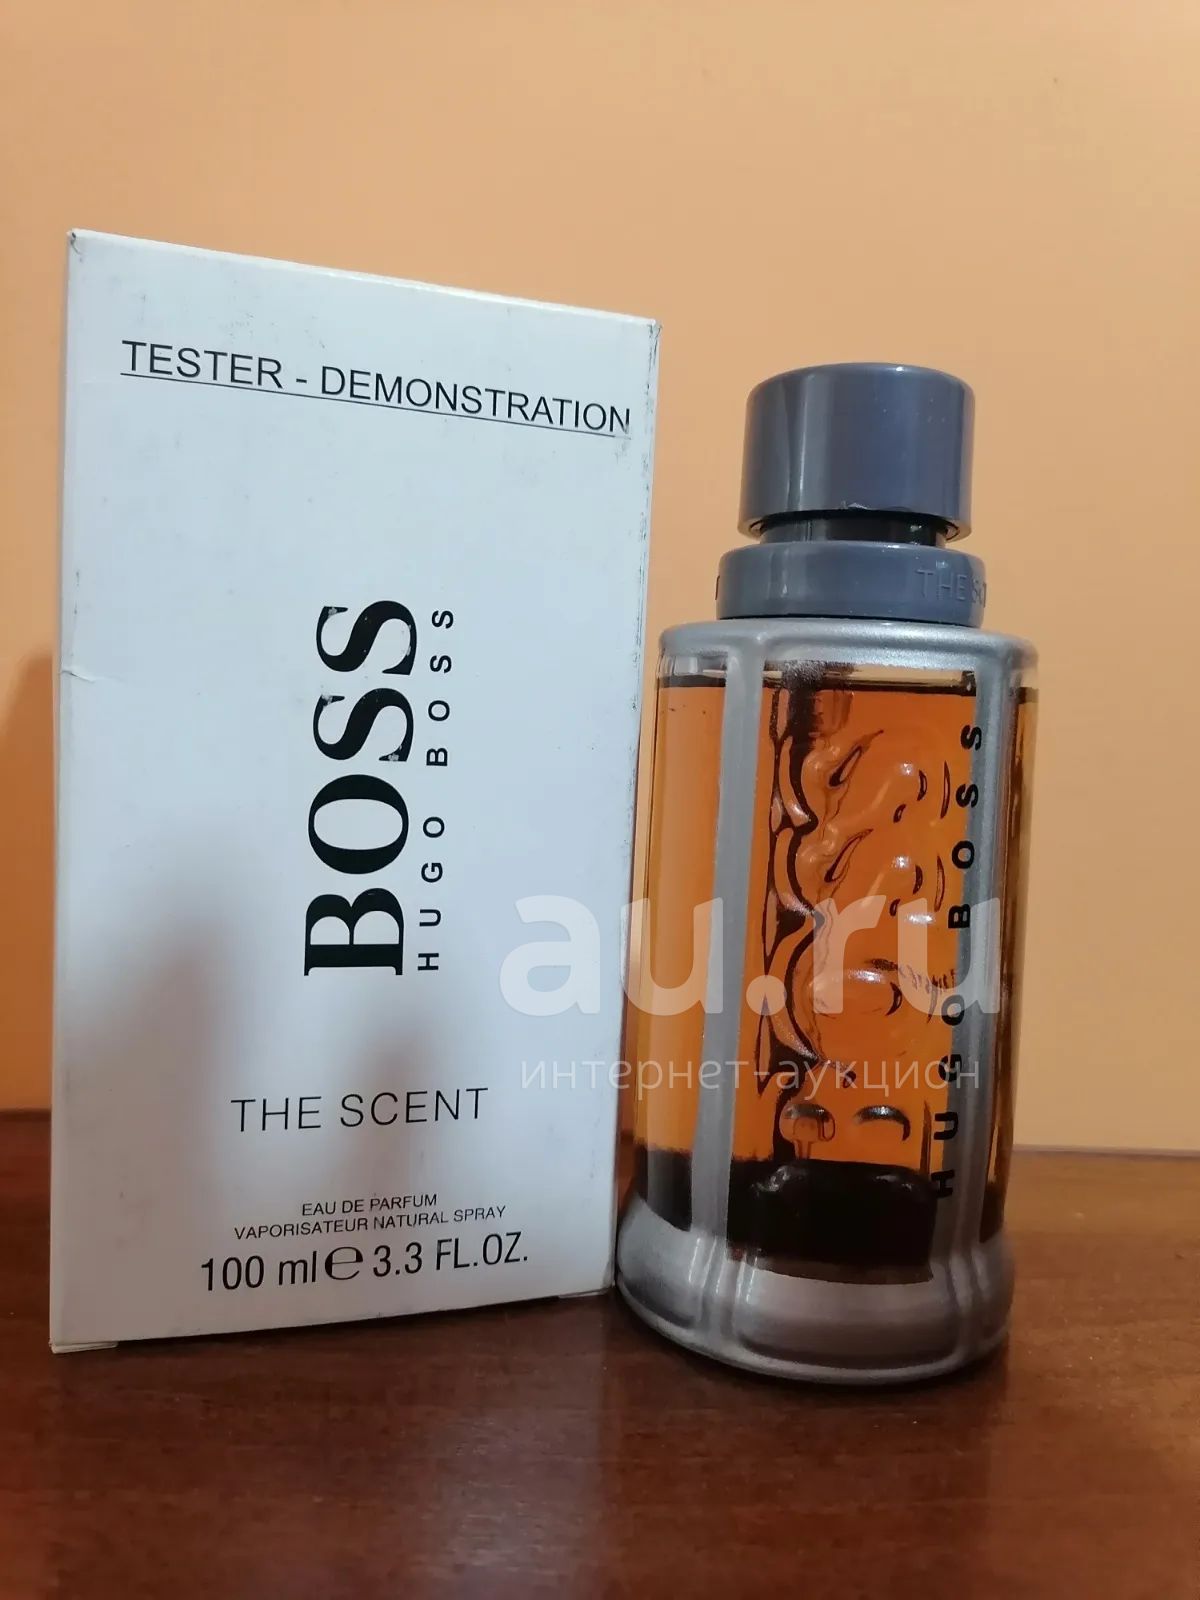 TESTER - DEMONSTRATION
BOSS
HUGO BOSS
THE SCENT
EAU DE PARFUM
VAPORISATEUR NATURAL SPRAY
100 ml ℮ 3.3 FL.OZ.
THE SC
HUGO BOSS
au.ru
интернет-аукцион